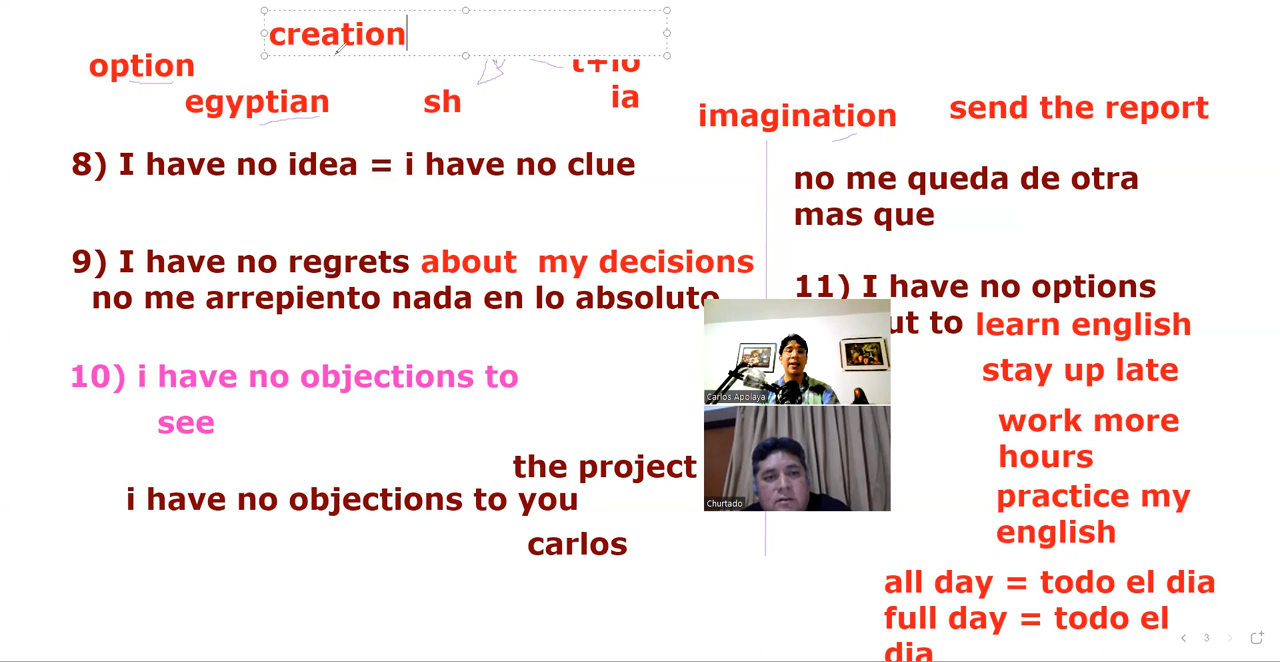 creation
option
t+io
egyptian
sh
ia
imagination
send the report
8) I have no idea = i have no clue
9) I have no regrets about my decisions
no me arrepiento nada en lo absoluto
10) i have no objections to
see
the project
i have no objections to you
carlos
no me queda de otra
mas que
11) I have no options
to learn english
stay up late
work more
hours
practice my
english
all day = todo el dia
full day = todo el
dia
Carlos Apolaya
Churtado
3